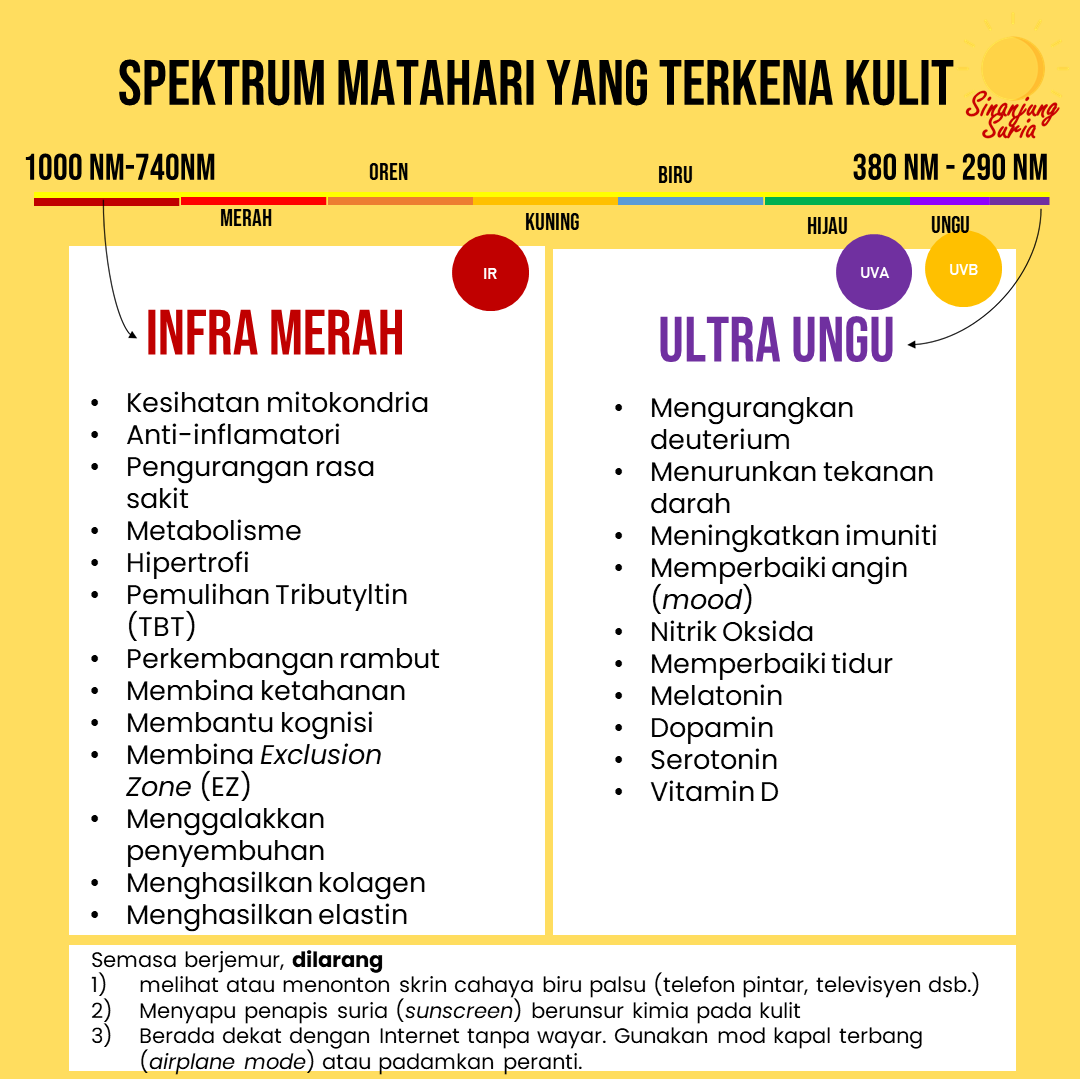 SPEKTRUM MATAHARI YANG TERKENA KULIT
Sinanjung
Suria
1000 NM-740NM
OREN
BIRU
380 NM - 290 NM
MERAH
KUNING
HIJAU
UNGU
IR
INFRA MERAH
• Kesihatan mitokondria
• Anti-inflamatori
• Pengurangan rasa
sakit
• Metabolisme
• Hipertrofi
• Pemulihan Tributyltin
(TBT)
• Perkembangan rambut
• Membina ketahanan
• Membantu kognisi
• Membina Exclusion
Zone (EZ)
• Menggalakkan
penyembuhan
• Menghasilkan kolagen
• Menghasilkan elastin
UVA
UVB
ULTRA UNGU
• Mengurangkan
deuterium
• Menurunkan tekanan
darah
• Meningkatkan imuniti
• Memperbaiki angin
(mood)
• Nitrik Oksida
• Memperbaiki tidur
• Melatonin
• Dopamin
• Serotonin
• Vitamin D
Semasa berjemur, dilarang
1) melihat atau menonton skrin cahaya biru palsu (telefon pintar, televisyen dsb.)
2) Menyapu penapis suria (sunscreen) berunsur kimia pada kulit
3) Berada dekat dengan Internet tanpa wayar. Gunakan mod kapal terbang
(airplane mode) atau padamkan peranti.